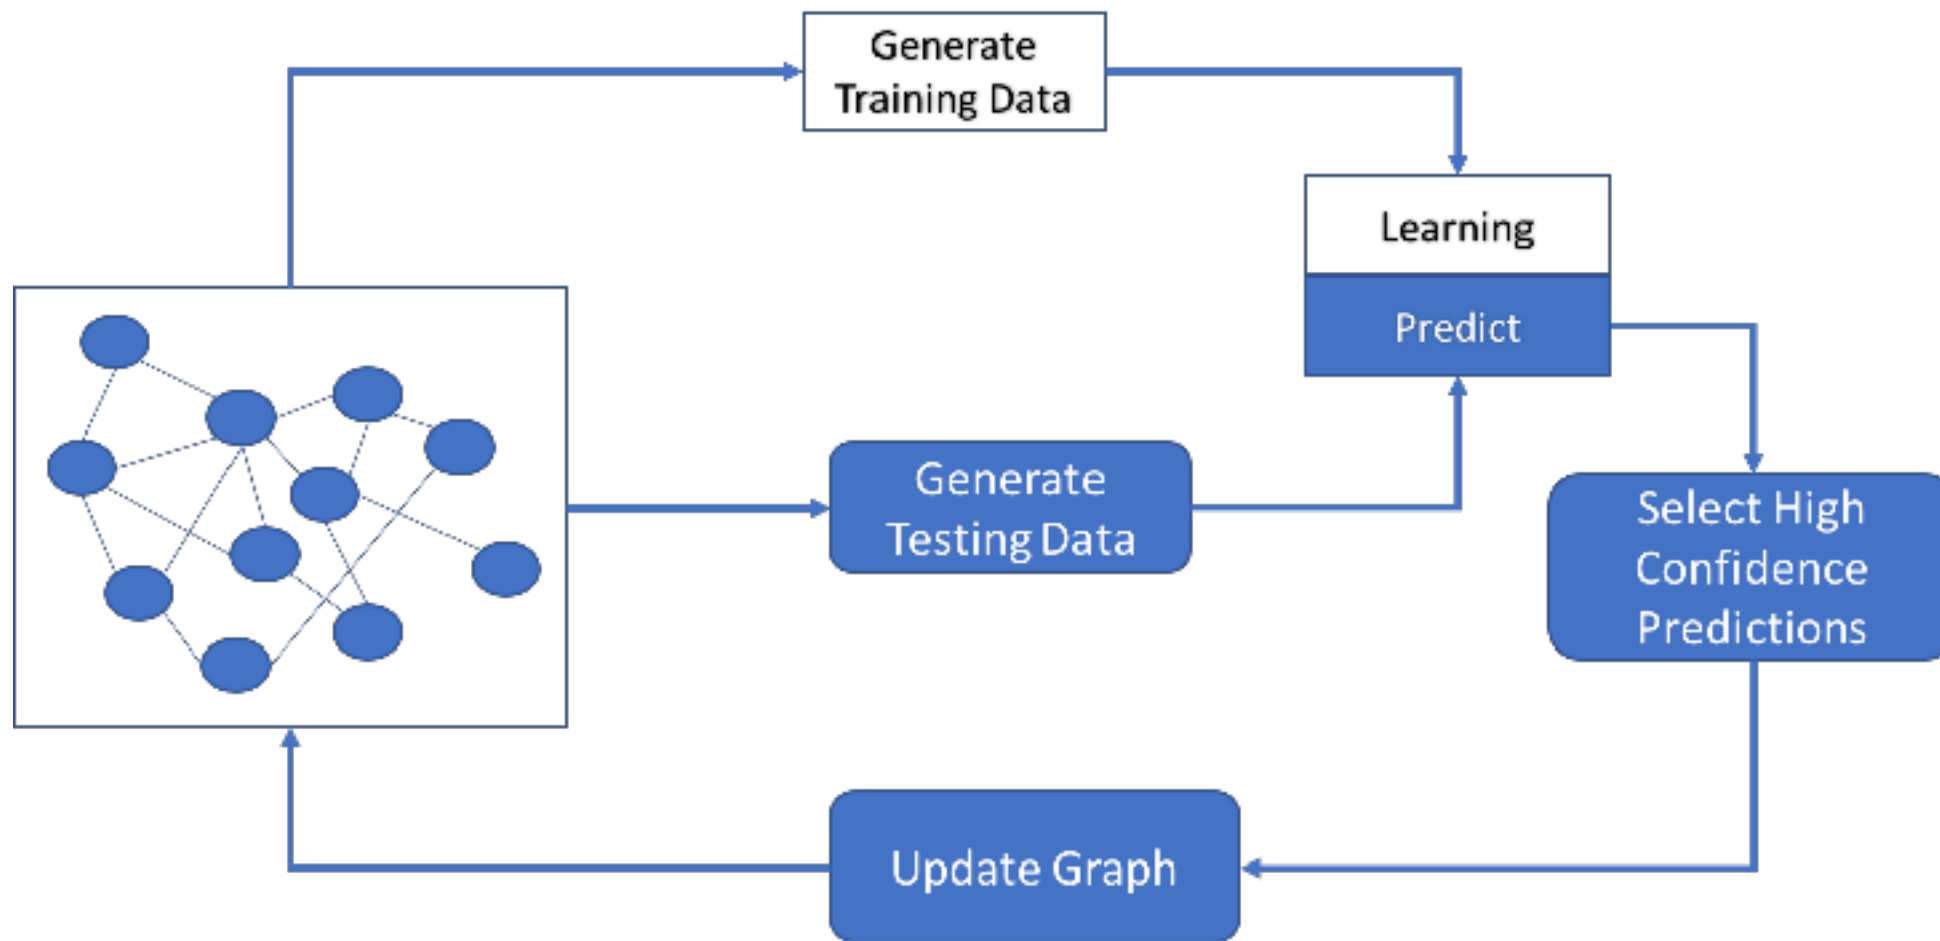 Generate
Training Data
Learning
Predict
Generate
Testing Data
Select High
Confidence
Predictions
Update Graph